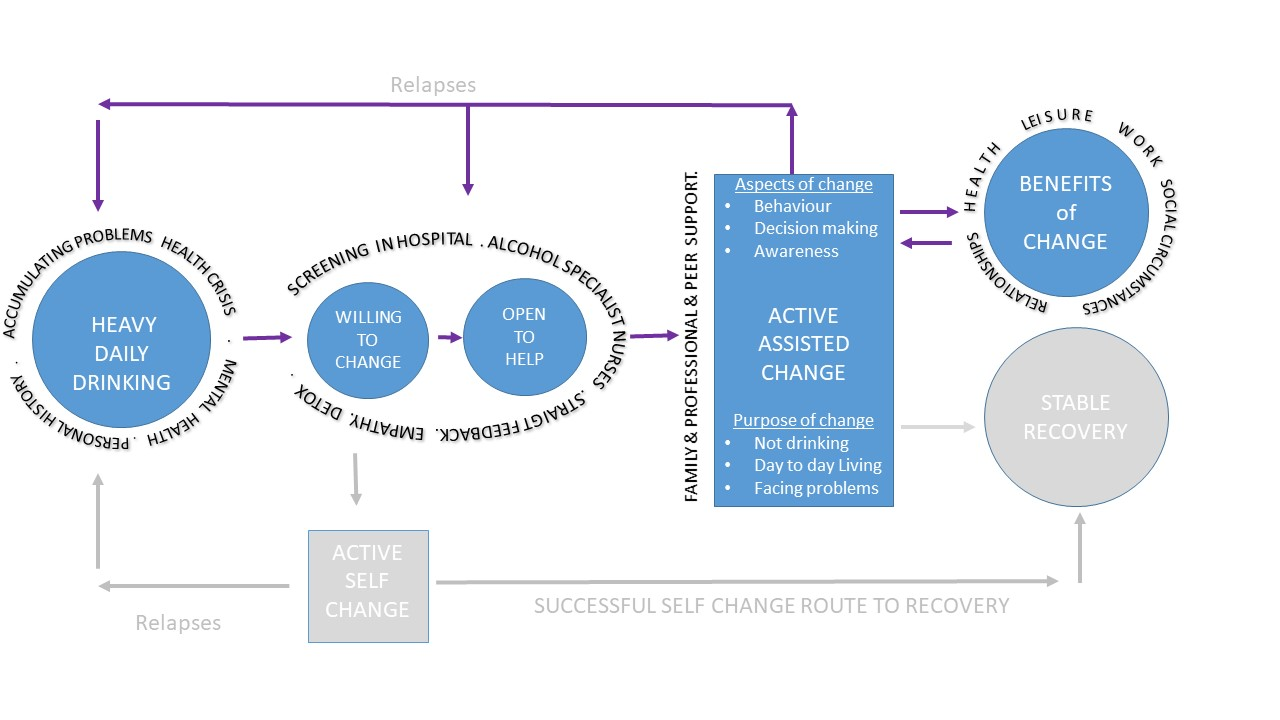 Relapses
ACCUMULATING PROBLEMS HEALTH CRISIS . MENTAL HEALTH . PERSONAL HISTORY .
HEAVY
DAILY
DRINKING
SCREENING IN HOSPITAL . ALCOHOL SPECIALIST NURSES . STRAIGT FEEDBACK. EMPATHY. DETOX .
WILLING
TO
CHANGE
OPEN
TO
HELP
FAMILY & PROFESSIONAL & PEER SUPPORT.
Aspects of change
• Behaviour
• Decision making
• Awareness
ACTIVE
ASSISTED
CHANGE
Purpose of change
• Not drinking
• Day to day Living
• Facing problems
HEALTH LEISURE WORK SOCIAL CIRCUMSTANCES RELATIONSHIPS
BENEFITS
of
CHANGE
STABLE
RECOVERY
ACTIVE
SELF
CHANGE
Relapses
SUCCESSFUL SELF CHANGE ROUTE TO RECOVERY